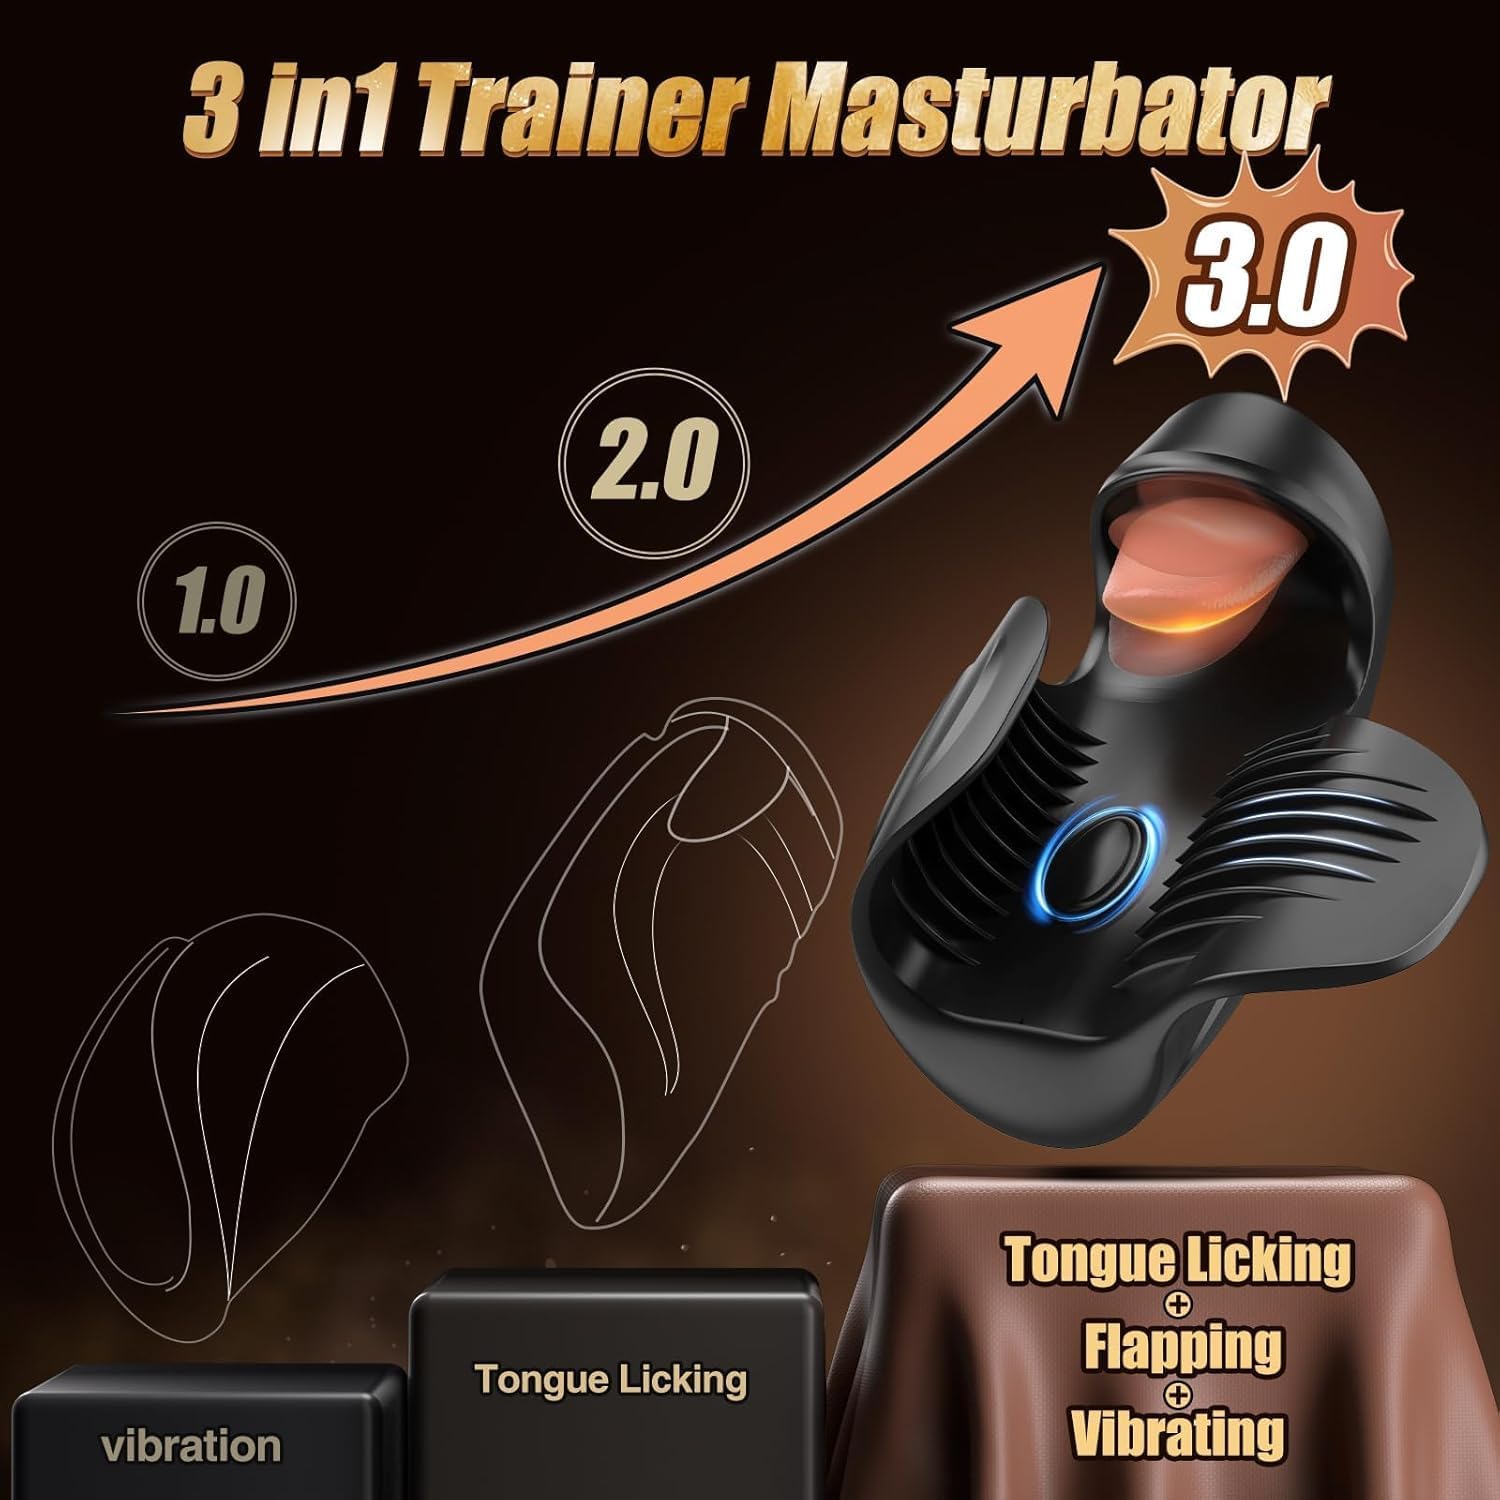 3 in1 Trainer Masturbator
3.0
2.0
1.0
Tongue Licking
+
Flapping
+
Vibrating
Tongue Licking
vibration